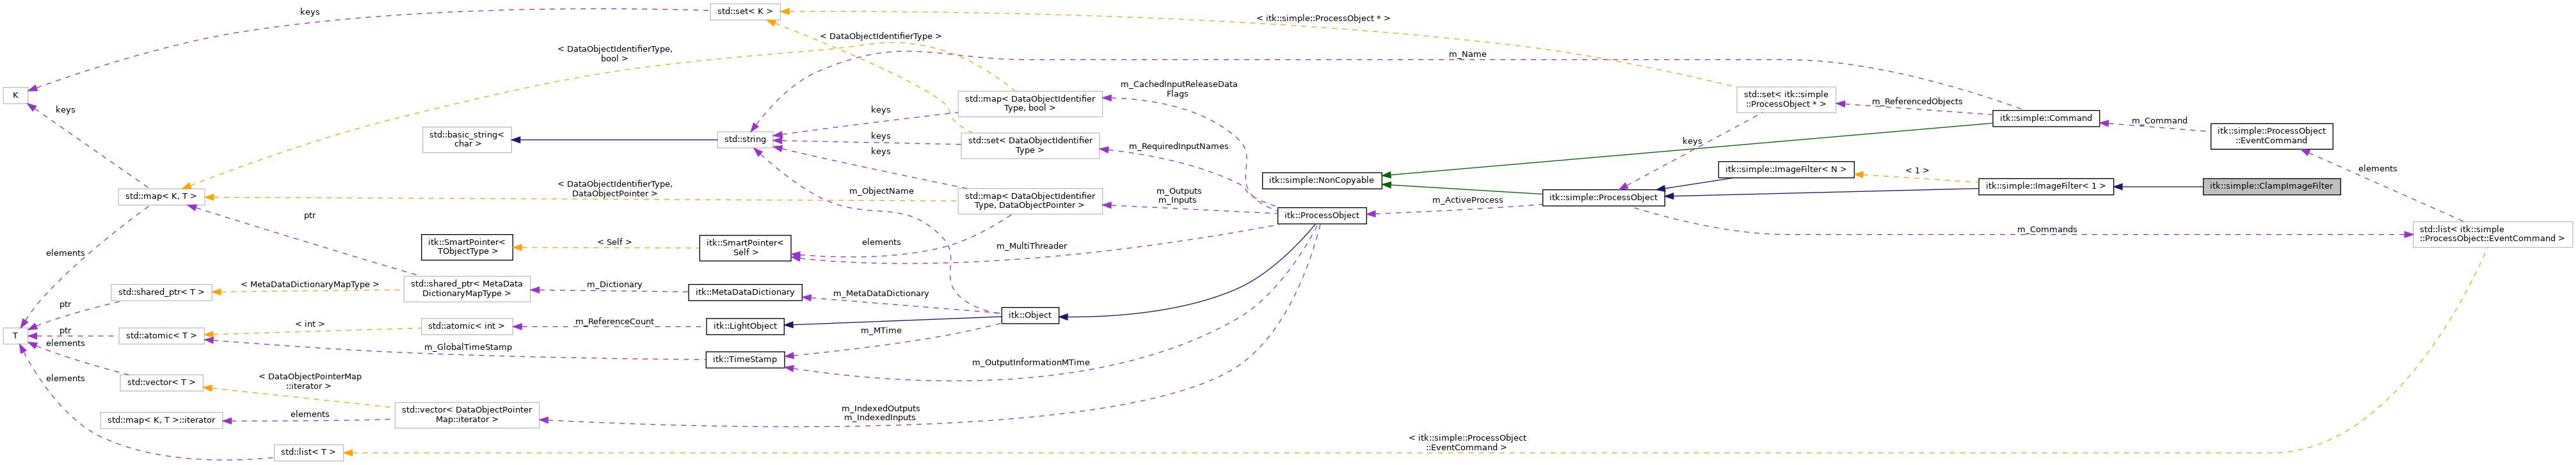 keys
std::set< K >
< itk::simple::ProcessObject * >
< DataObjectIdentifierType >
< DataObjectIdentifierType,
bool >
m_Name
K
keys
m_CachedInputReleaseData
Flags
std::map< DataObjectIdentifier
Type, bool >
keys
std::set< itk::simple
::ProcessObject * >
m_ReferencedObjects
itk::simple::Command
m_Command
itk::simple::ProcessObject
::EventCommand
std::basic_string<
char >
std::string
keys
std::set< DataObjectIdentifier
Type >
m_RequiredInputNames
keys
keys
elements
itk::simple::NonCopyable
itk::simple::ImageFilter< N >
< 1 >
itk::simple::ImageFilter< 1 >
itk::simple::ClampImageFilter
std::map< K, T >
< DataObjectIdentifierType,
DataObjectPointer >
m_ObjectName
std::map< DataObjectIdentifier
Type, DataObjectPointer >
m_Outputs
m_Inputs
itk::ProcessObject
m_ActiveProcess
itk::simple::ProcessObject
ptr
m_Commands
std::list< itk::simple
::ProcessObject::EventCommand >
elements
itk::SmartPointer<
TObjectType >
< Self >
itk::SmartPointer<
Self >
elements
m_MultiThreader
std::shared_ptr< T >
< MetaDataDictionaryMapType >
std::shared_ptr< MetaData
DictionaryMapType >
m_Dictionary
itk::MetaDataDictionary
m_MetaDataDictionary
ptr
T
ptr
std::atomic< T >
< int >
std::atomic< int >
m_ReferenceCount
itk::LightObject
itk::Object
m_MTime
elements
m_GlobalTimeStamp
itk::TimeStamp
m_OutputInformationMTime
elements
std::vector< T >
< DataObjectPointerMap
::iterator >
std::map< K, T >::iterator
elements
std::vector< DataObjectPointer
Map::iterator >
m_IndexedOutputs
m_IndexedInputs
std::list< T >
< itk::simple::ProcessObject
::EventCommand >